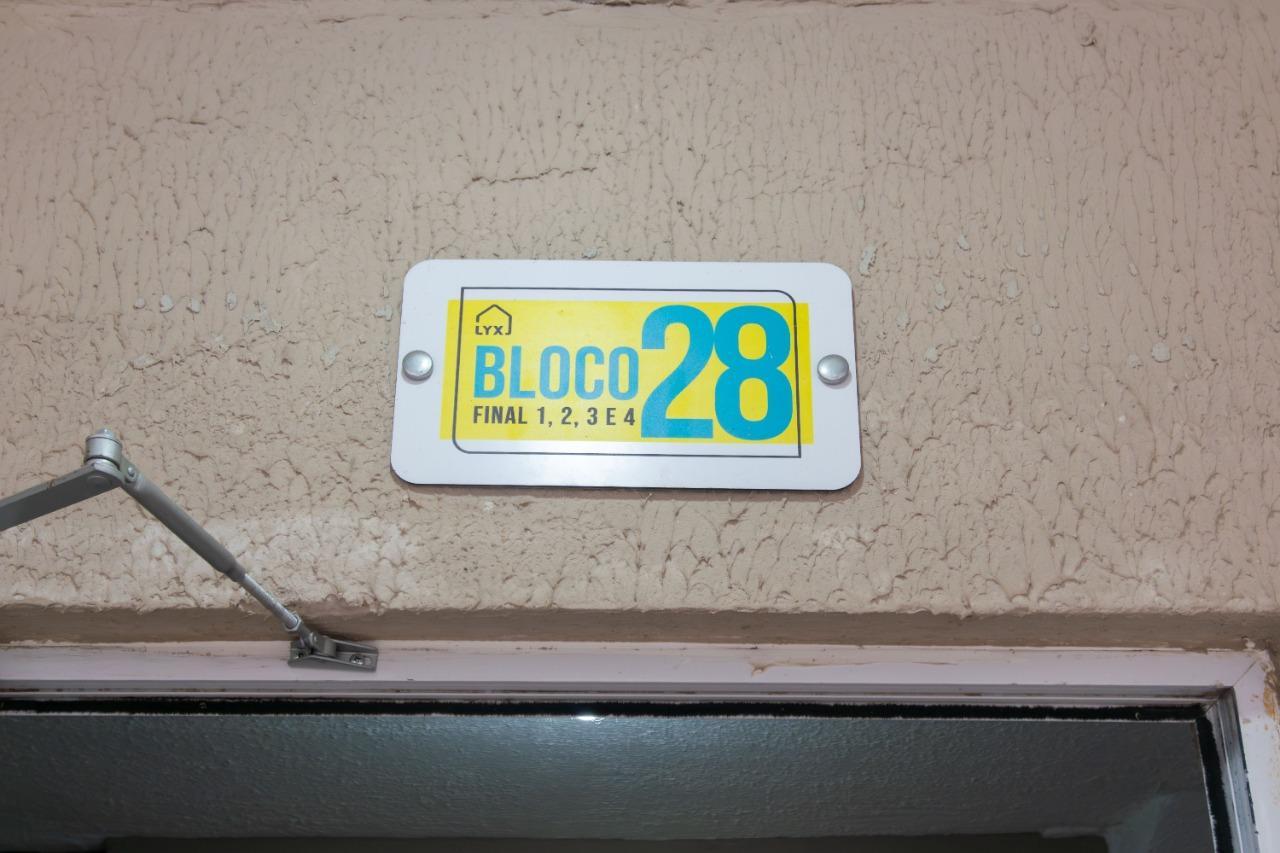 LYX
BLOCO 28
FINAL 1, 2, 3 E 4